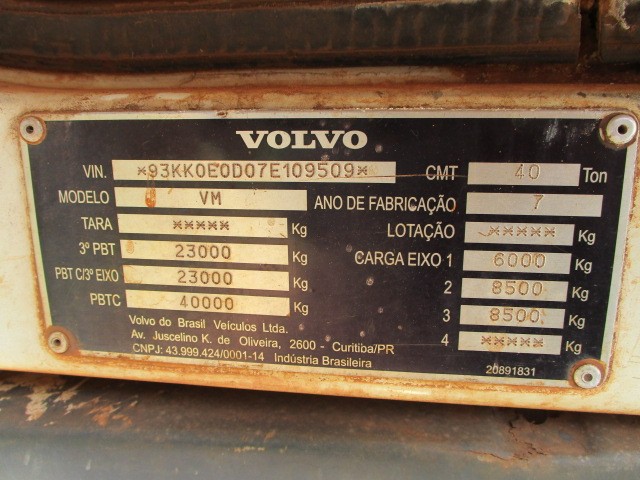 VOLVO
VIN. *93KK0E0D07E109509* CMT 40 Ton
MODELO VM ANO DE FABRICAÇÃO 7
TARA ***** Kg LOTAÇÃO ***** Kg
3º PBT 23000 Kg CARGA EIXO 1 6000 Kg
PBT C/3º EIXO 23000 Kg 2 8500 Kg
PBTC 40000 Kg 3 8500 Kg
4 ***** Kg
Volvo do Brasil Veículos Ltda.
Av. Juscelino K. de Oliveira, 2600 - Curitiba/PR
CNPJ: 43.999.424/0001-14 Indústria Brasileira
20891831